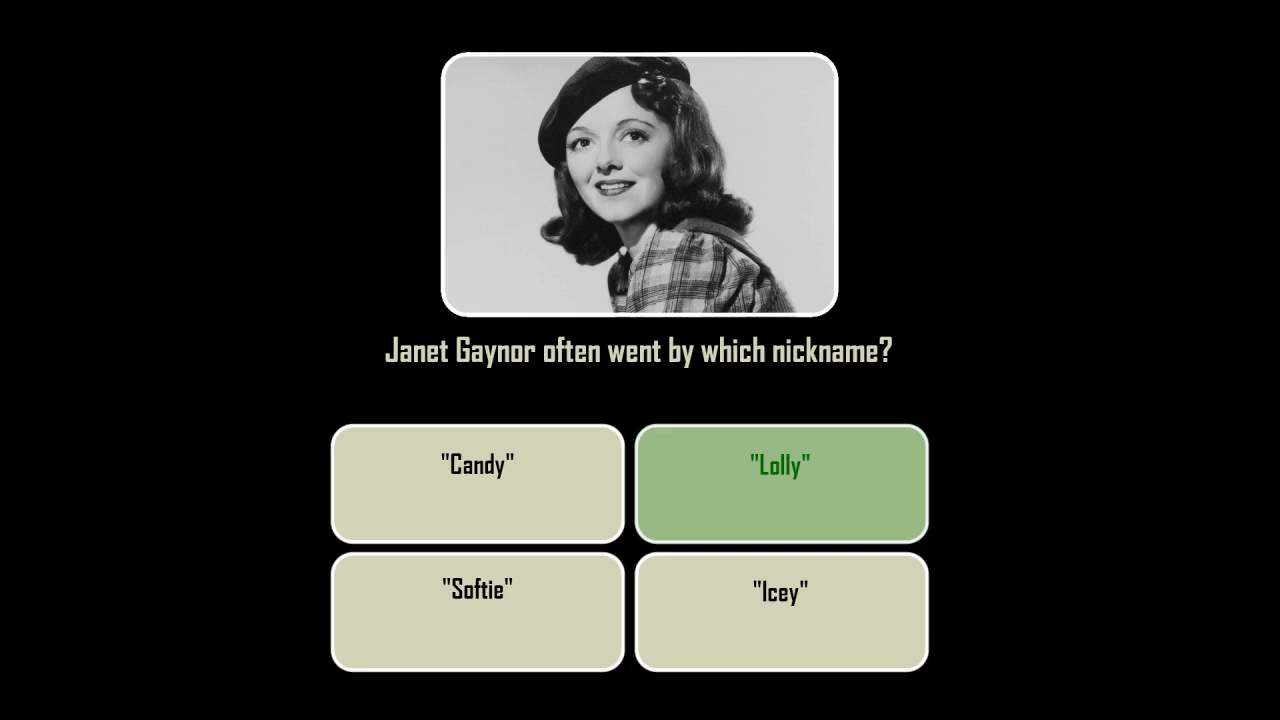 Janet Gaynor often went by which nickname?
"Candy"
"Lolly"
"Softie"
"Icey"